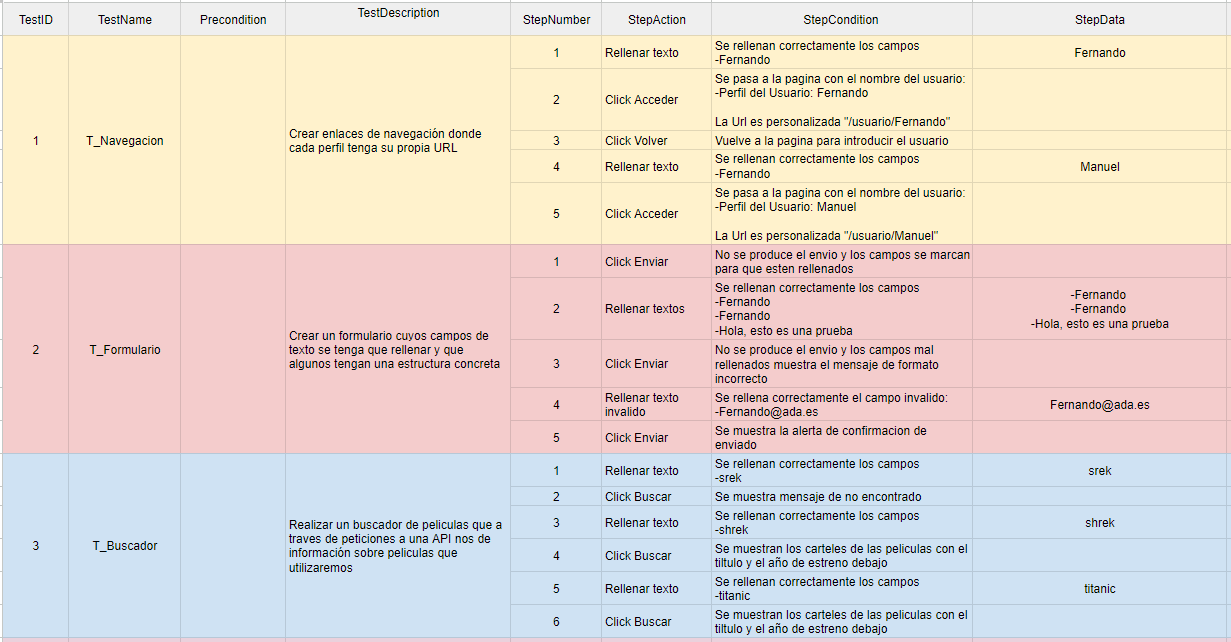 TestID TestName Precondition TestDescription StepNumber StepAction StepCondition StepData
1 T_Navegacion
Crear enlaces de navegación donde
cada perfil tenga su propia URL
1 Rellenar texto
Se rellenan correctamente los campos
-Fernando
Fernando
2 Click Acceder
Se pasa a la pagina con el nombre del usuario:
-Perfil del Usuario: Fernando
La Url es personalizada "/usuario/Fernando"
3 Click Volver Vuelve a la pagina para introducir el usuario
4 Rellenar texto
Se rellenan correctamente los campos
-Fernando
Manuel
5 Click Acceder
Se pasa a la pagina con el nombre del usuario:
-Perfil del Usuario: Manuel
La Url es personalizada "/usuario/Manuel"
2 T_Formulario
Crear un formulario cuyos campos de
texto se tenga que rellenar y que
algunos tengan una estructura concreta
1 Click Enviar
No se produce el envio y los campos se marcan
para que esten rellenados
2 Rellenar textos
Se rellenan correctamente los campos
-Fernando
-Fernando
-Hola, esto es una prueba
-Fernando
-Fernando
-Hola, esto es una prueba
3 Click Enviar
No se produce el envio y los campos mal
rellenados muestra el mensaje de formato
incorrecto
4
Rellenar texto
invalido
Se rellena correctamente el campo invalido:
-Fernando@ada.es
Fernando@ada.es
5 Click Enviar
Se muestra la alerta de confirmacion de
enviado
3 T_Buscador
Realizar un buscador de peliculas que a
traves de peticiones a una API nos de
información sobre peliculas que
utilizaremos
1 Rellenar texto
Se rellenan correctamente los campos
-srek
srek
2 Click Buscar Se muestra mensaje de no encontrado
3 Rellenar texto
Se rellenan correctamente los campos
-shrek
shrek
4 Click Buscar
Se muestran los carteles de las peliculas con el
tiltulo y el año de estreno debajo
5 Rellenar texto
Se rellenan correctamente los campos
-titanic
titanic
6 Click Buscar
Se muestran los carteles de las peliculas con el
tiltulo y el año de estreno debajo